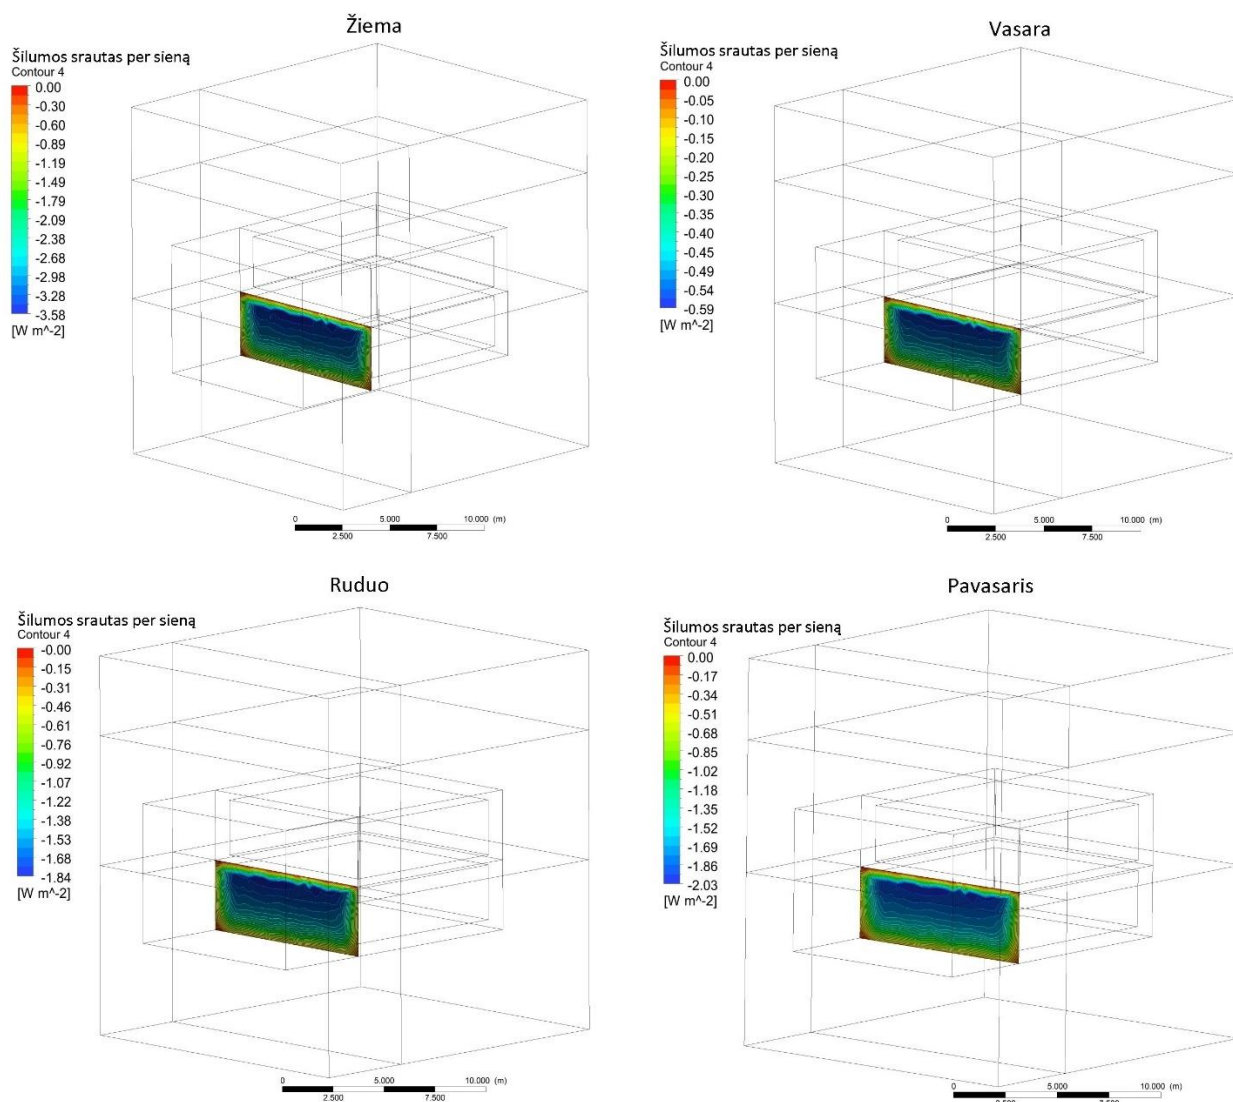 Žiema
Šilumos srautas per sieną
Contour 4
0.00
-0.30
-0.60
-0.89
-1.19
-1.49
-1.79
-2.09
-2.38
-2.68
-2.98
-3.28
-3.58
[W m^-2]
0 5.000 10.000 (m)
2.500 7.500
Vasara
Šilumos srautas per sieną
Contour 4
0.00
-0.05
-0.10
-0.15
-0.20
-0.25
-0.30
-0.35
-0.40
-0.45
-0.49
-0.54
-0.59
[W m^-2]
0 5.000 10.000 (m)
2.500 7.500
Ruduo
Šilumos srautas per sieną
Contour 4
-0.00
-0.15
-0.31
-0.46
-0.61
-0.76
-0.92
-1.07
-1.22
-1.38
-1.53
-1.68
-1.84
[W m^-2]
0 5.000 10.000 (m)
2.500 7.500
Pavasaris
Šilumos srautas per sieną
Contour 4
0.00
-0.17
-0.34
-0.51
-0.68
-0.85
-1.02
-1.18
-1.35
-1.52
-1.69
-1.86
-2.03
[W m^-2]
0 5.000 10.000 (m)
2.500 7.500